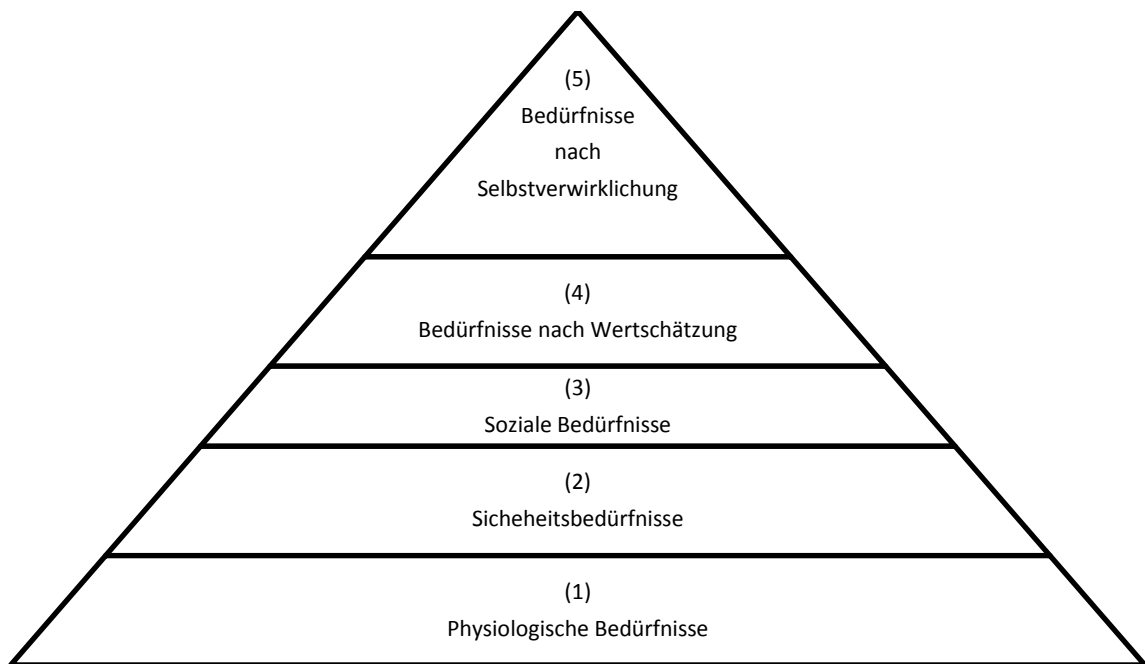 (5)
Bedürfnisse
nach
Selbstverwirklichung
(4)
Bedürfnisse nach Wertschätzung
(3)
Soziale Bedürfnisse
(2)
Sicheheitsbedürfnisse
(1)
Physiologische Bedürfnisse